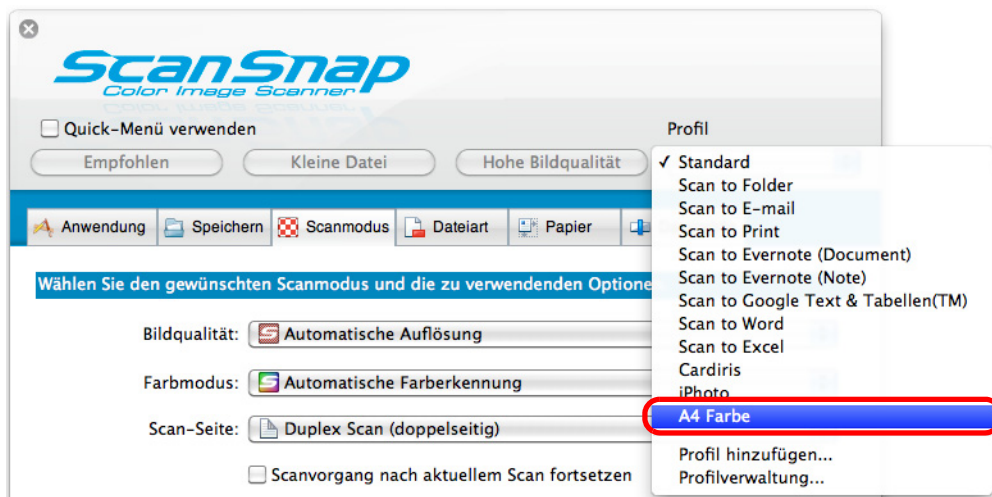 ScanSnap
Color Image Scanner
Quick-Menü verwenden
Profil
Empfohlen
Kleine Datei
Hohe Bildqualität
✓ Standard
Scan to Folder
Scan to E-mail
Scan to Print
Scan to Evernote (Document)
Scan to Evernote (Note)
Scan to Google Text & Tabellen(TM)
Scan to Word
Scan to Excel
Cardiris
iPhoto
A4 Farbe
Profil hinzufügen...
Profilverwaltung...
Anwendung
Speichern
Scanmodus
Dateiart
Papier
Wählen Sie den gewünschten Scanmodus und die zu verwendenden
Bildqualität: Automatische Auflösung
Farbmodus: Automatische Farberkennung
Scan-Seite: Duplex Scan (doppelseitig)
Scanvorgang nach aktuellem Scan fortsetzen